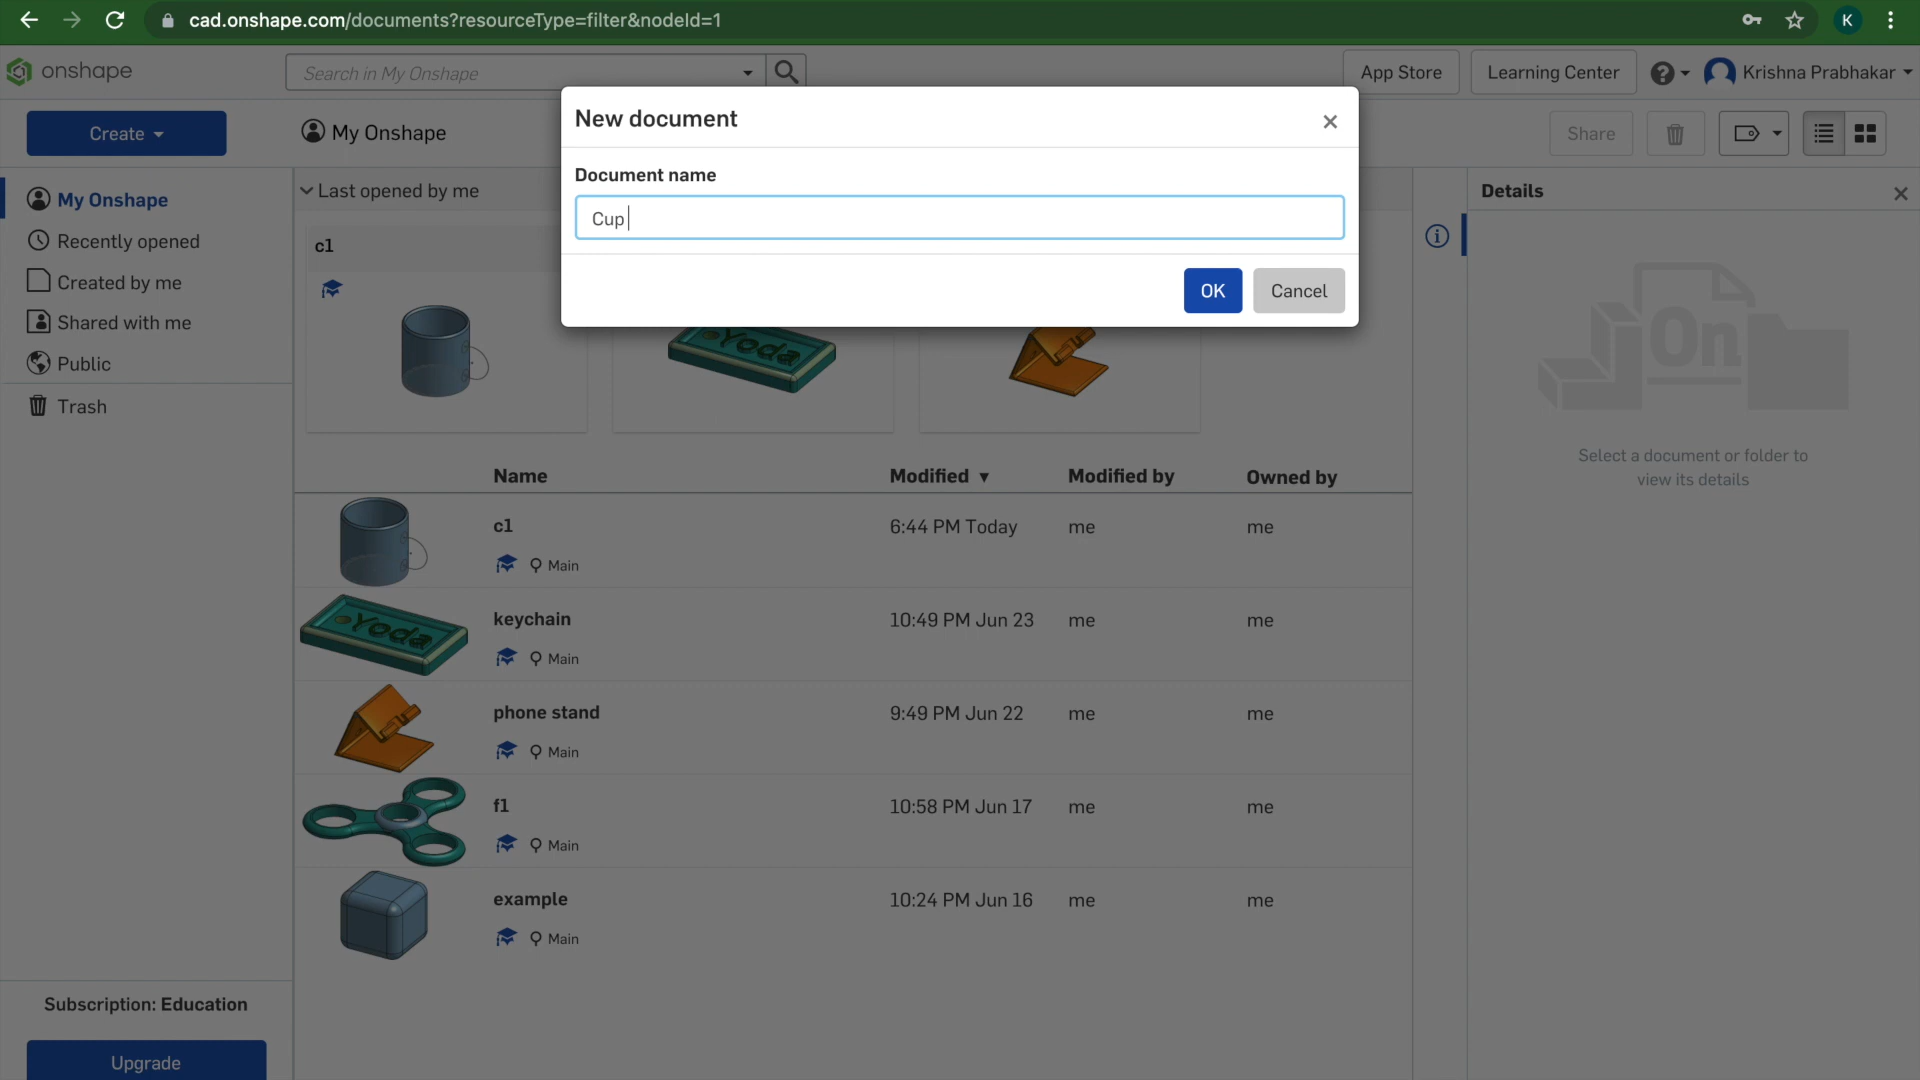 cad.onshape.com/documents?resourceType=filter&nodeId=1
K
onshape
Search in My Onshape
App Store
Learning Center
Krishna Prabhakar
New document
Document name
Cup
OK
Cancel
Create
My Onshape
Share
My Onshape
Recently opened
Created by me
Shared with me
Public
Trash
Last opened by me
c1
Yoda
Details
On
Select a document or folder to
view its details
Name
Modified
Modified by
Owned by
c1
6:44 PM Today
me
me
Main
Yoda
keychain
10:49 PM Jun 23
me
me
Main
phone stand
9:49 PM Jun 22
me
me
Main
f1
10:58 PM Jun 17
me
me
Main
example
10:24 PM Jun 16
me
me
Main
Subscription: Education
Upgrade